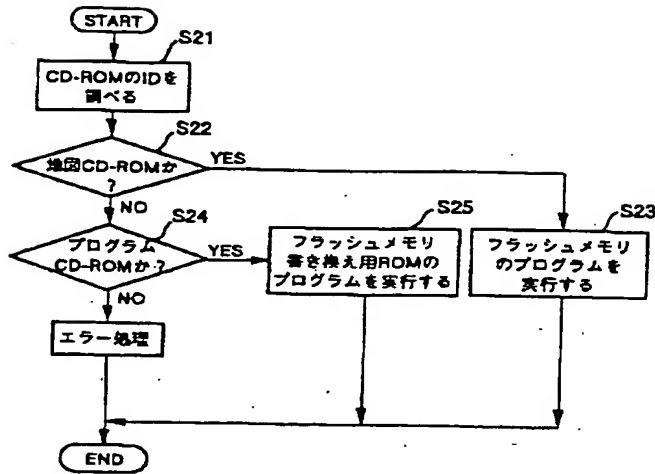 START
S21
CD-ROMのIDを
調べる
S22
地図CD-ROMか
?
YES
NO
S24
プログラム
CD-ROMか?
YES
NO
S25
フラッシュメモリ
書き換え用ROMの
プログラムを実行する
S23
フラッシュメモリ
のプログラムを
実行する
エラー処理
END